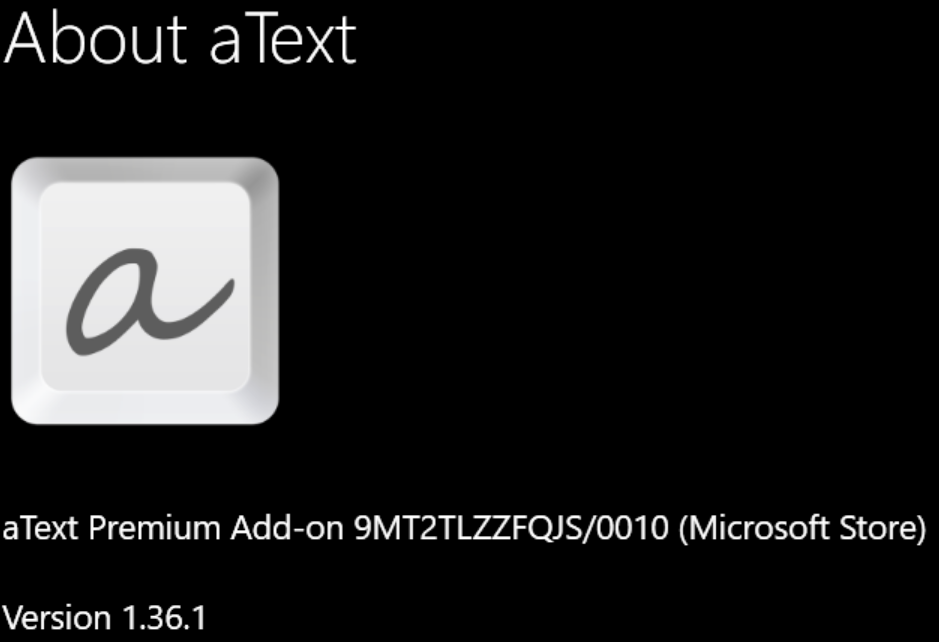 About aText
a
aText Premium Add-on 9MT2TLZZFQJS/0010 (Microsoft Store)
Version 1.36.1